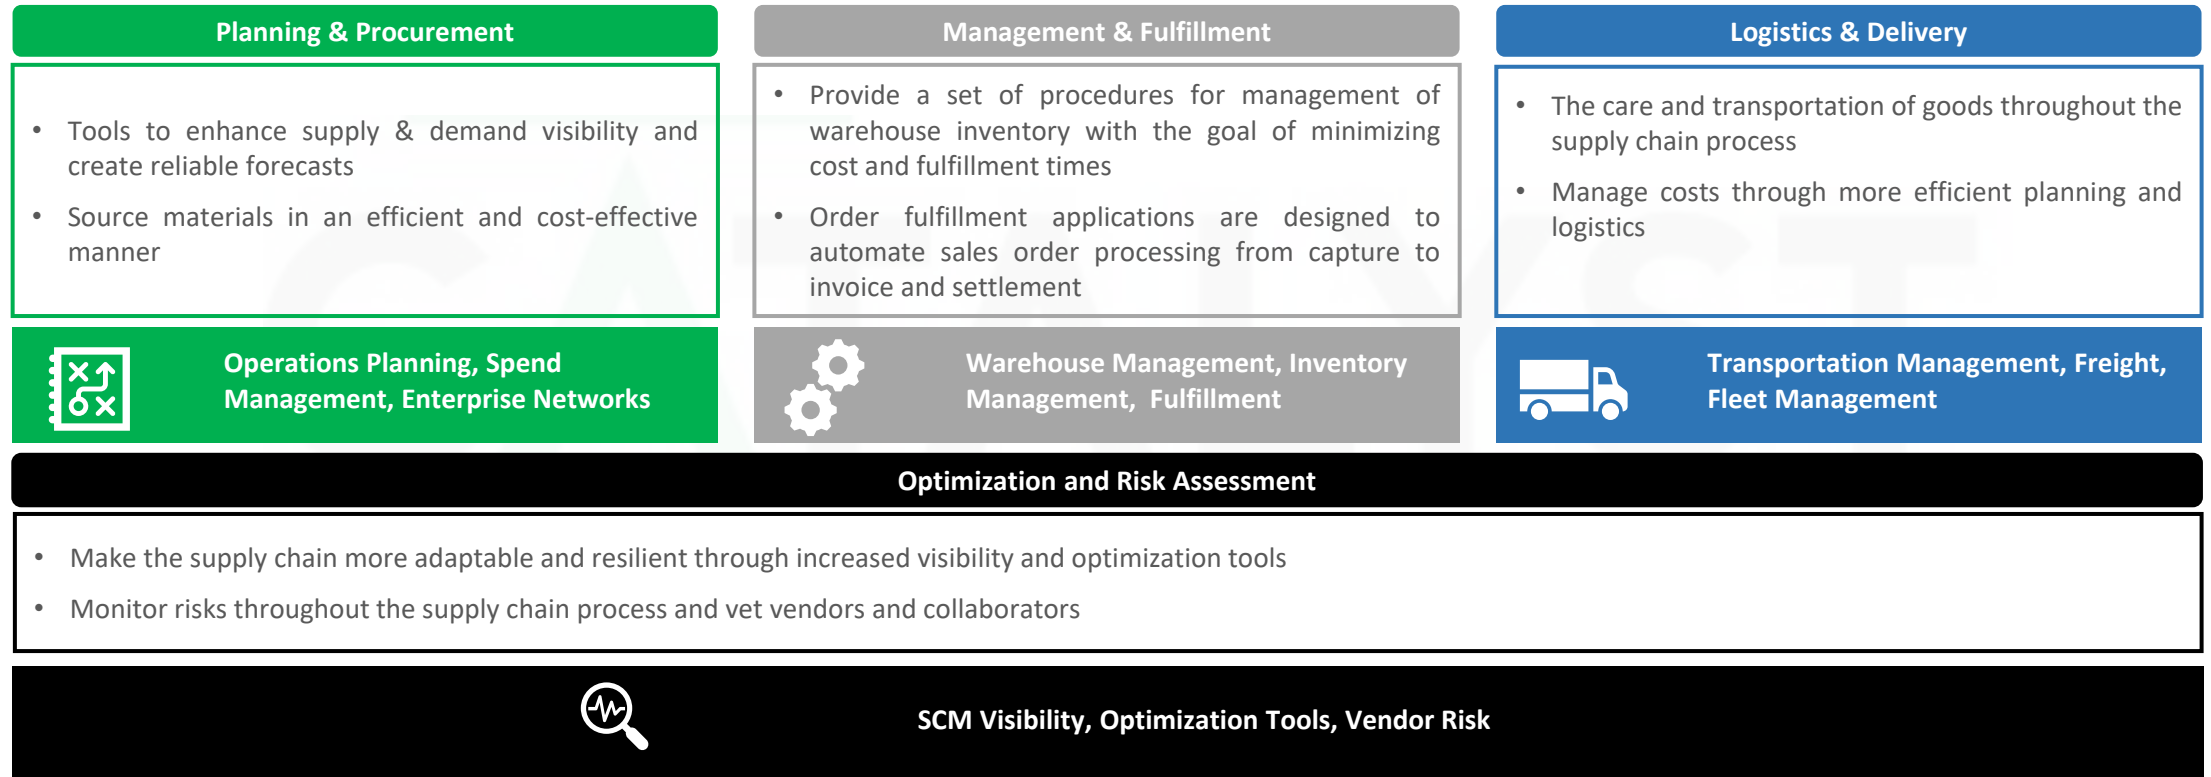 Planning & Procurement
• Tools to enhance supply & demand visibility and
create reliable forecasts
• Source materials in an efficient and cost-effective
manner
Operations Planning, Spend
Management, Enterprise Networks
Management & Fulfillment
• Provide a set of procedures for management of
warehouse inventory with the goal of minimizing
cost and fulfillment times
• Order fulfillment applications are designed to
automate sales order processing from capture to
invoice and settlement
Warehouse Management, Inventory
Management, Fulfillment
Logistics & Delivery
• The care and transportation of goods throughout the
supply chain process
• Manage costs through more efficient planning and
logistics
Transportation Management, Freight,
Fleet Management
Optimization and Risk Assessment
• Make the supply chain more adaptable and resilient through increased visibility and optimization tools
• Monitor risks throughout the supply chain process and vet vendors and collaborators
SCM Visibility, Optimization Tools, Vendor Risk
CATALYST